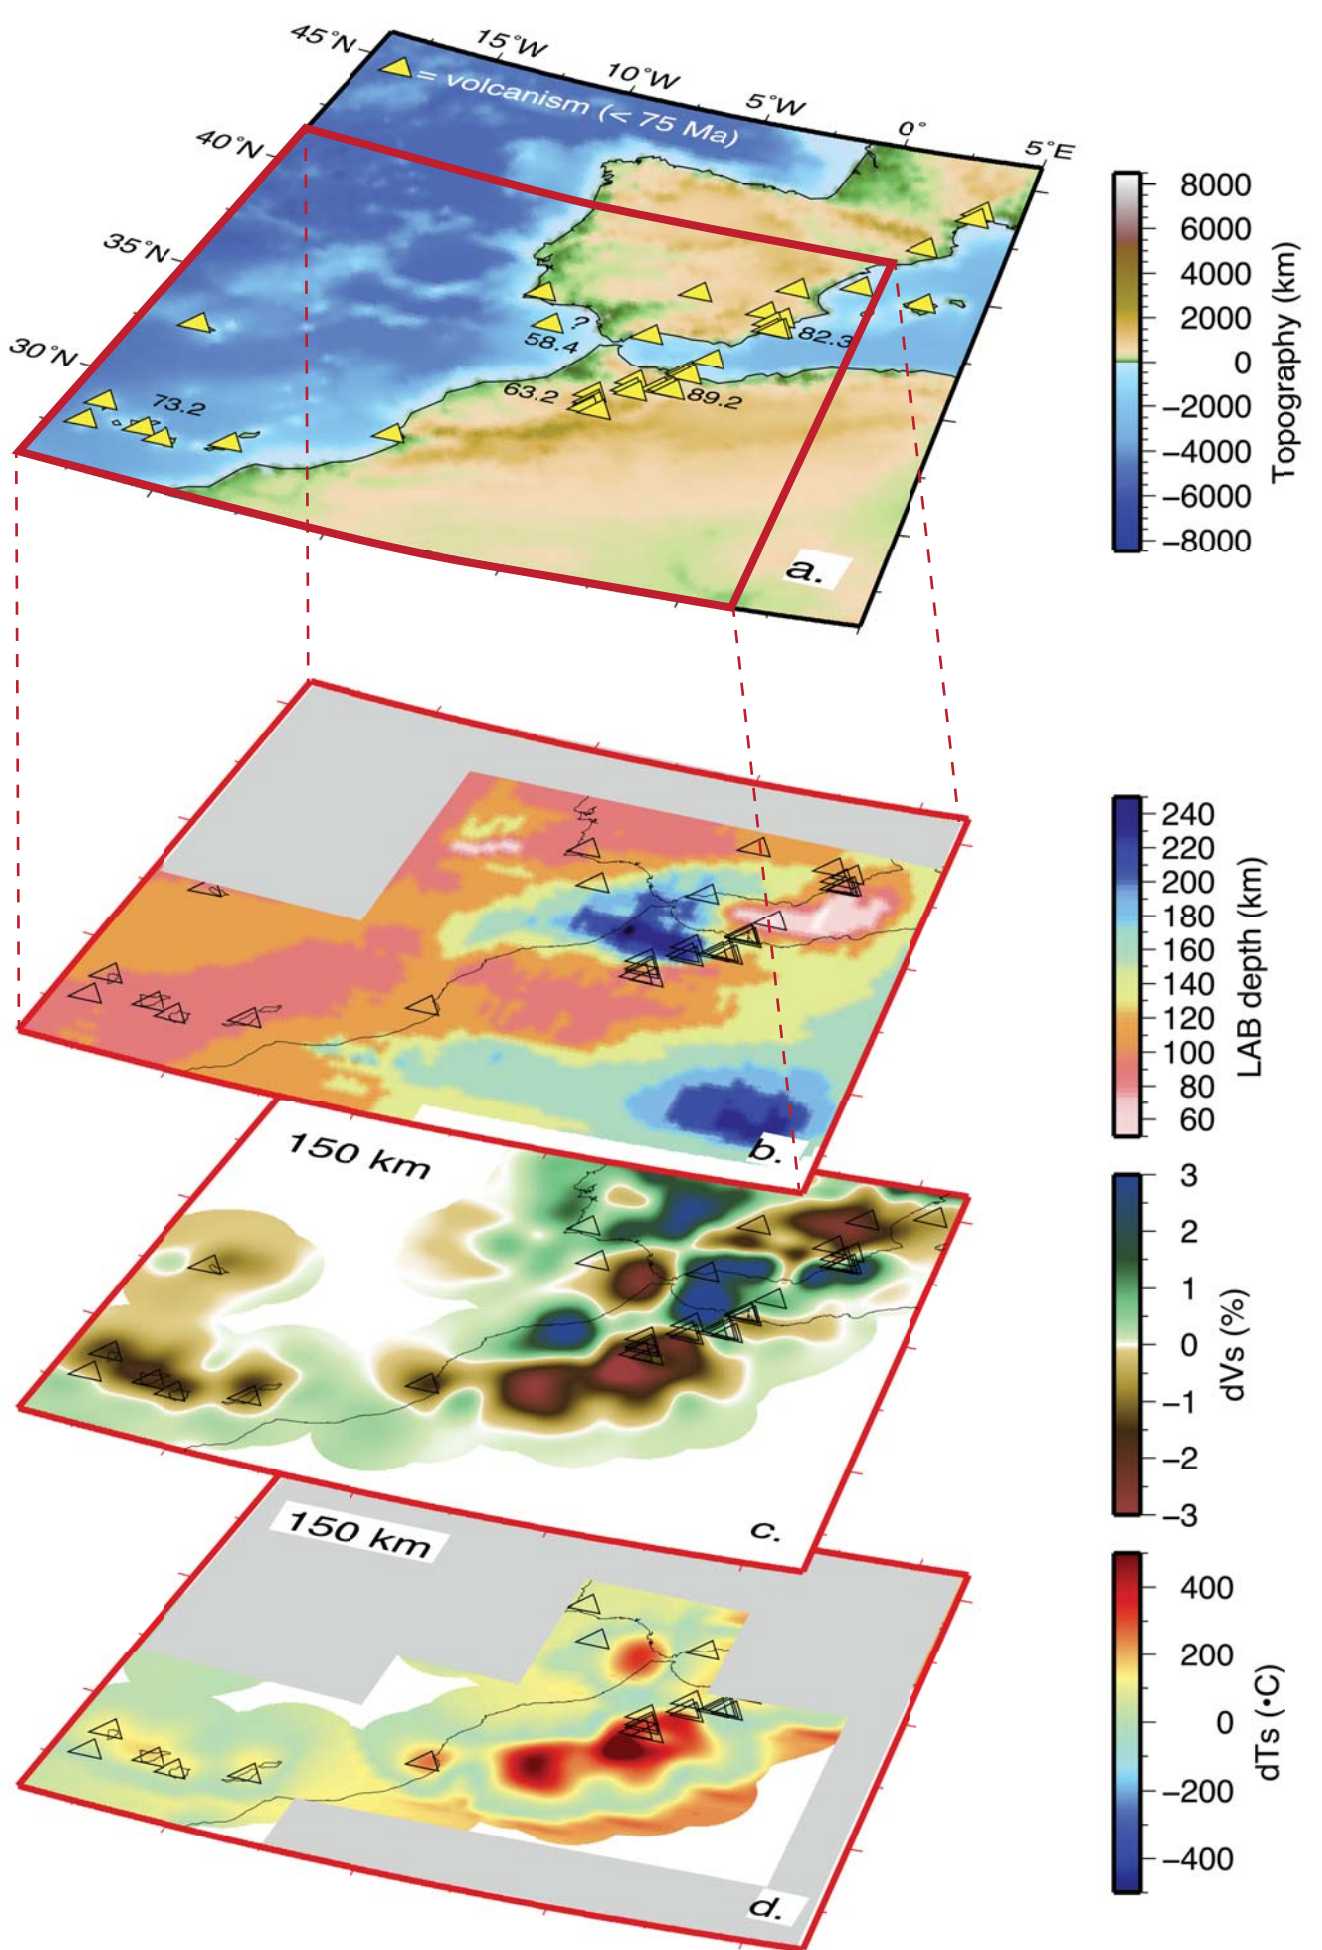 45°N
15°W
10°W
5°W
0°
5°E
= volcanism (< 75 Ma)
40°N
35°N
30°N
?
58.4
82.3
63.2
89.2
73.2
a.
8000
6000
4000
2000
0
−2000
−4000
−6000
−8000
Topography (km)
b.
240
220
200
180
160
140
120
100
80
60
LAB depth (km)
150 km
c.
3
2
1
0
−1
−2
−3
dVs (%)
150 km
d.
400
200
0
−200
−400
dTs (•C)